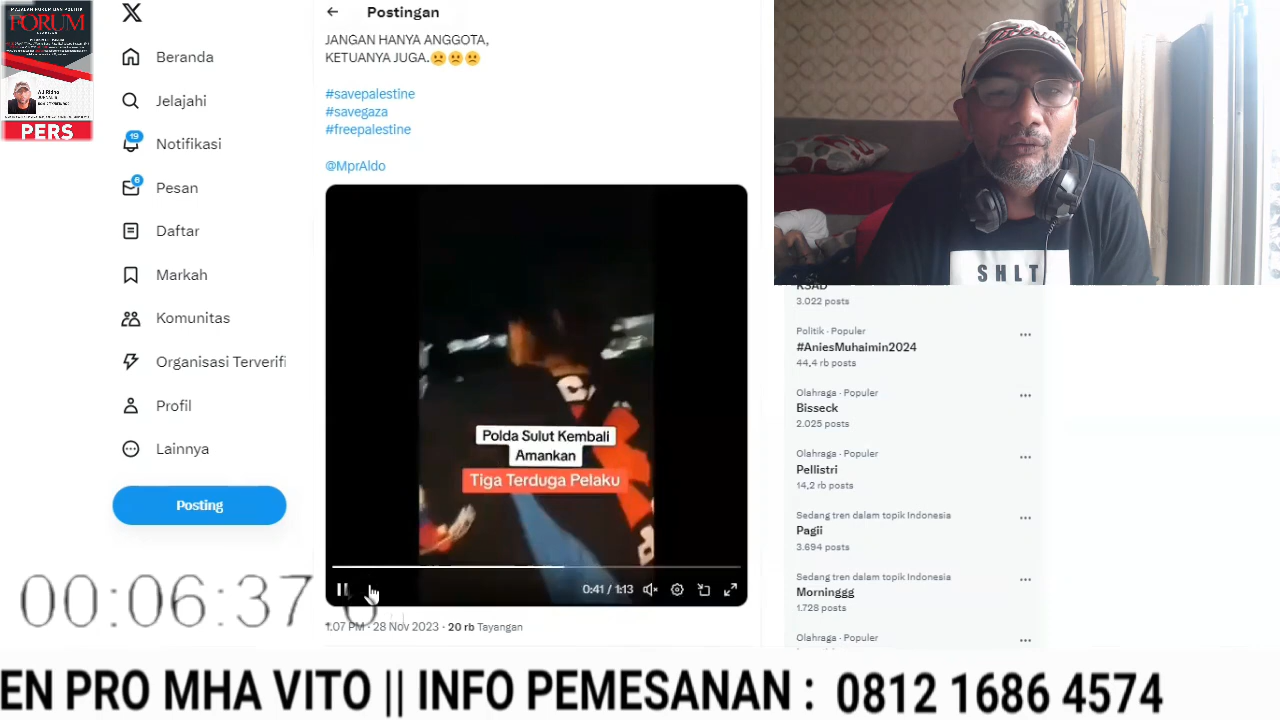 FORUM
PERS
Beranda
Jelajahi
19
Notifikasi
6
Pesan
Daftar
Markah
Komunitas
Organisasi Terverifi
Profil
Lainnya
Posting
Postingan
JANGAN HANYA ANGGOTA,
KETUANYA JUGA.☹️☹️☹️
#savepalestine
#savegaza
#freepalestine
@MprAldo
Polda Sulut Kembali
Amankan
Tiga Terduga Pelaku
0:41 / 1:13
1:07 PM · 28 Nov 2023 · 20 rb Tayangan
SHLT
KSAD
3.022 posts
Politik · Populer
#AniesMuhaimin2024
44,4 rb posts
Olahraga · Populer
Bisseck
2.025 posts
Olahraga · Populer
Pellistri
14,2 rb posts
Sedang tren dalam topik Indonesia
Pagii
3.694 posts
Sedang tren dalam topik Indonesia
Morninggg
1.728 posts
Olahraga · Populer
00:06:37
EN PRO MHA VITO || INFO PEMESANAN : 0812 1686 4574